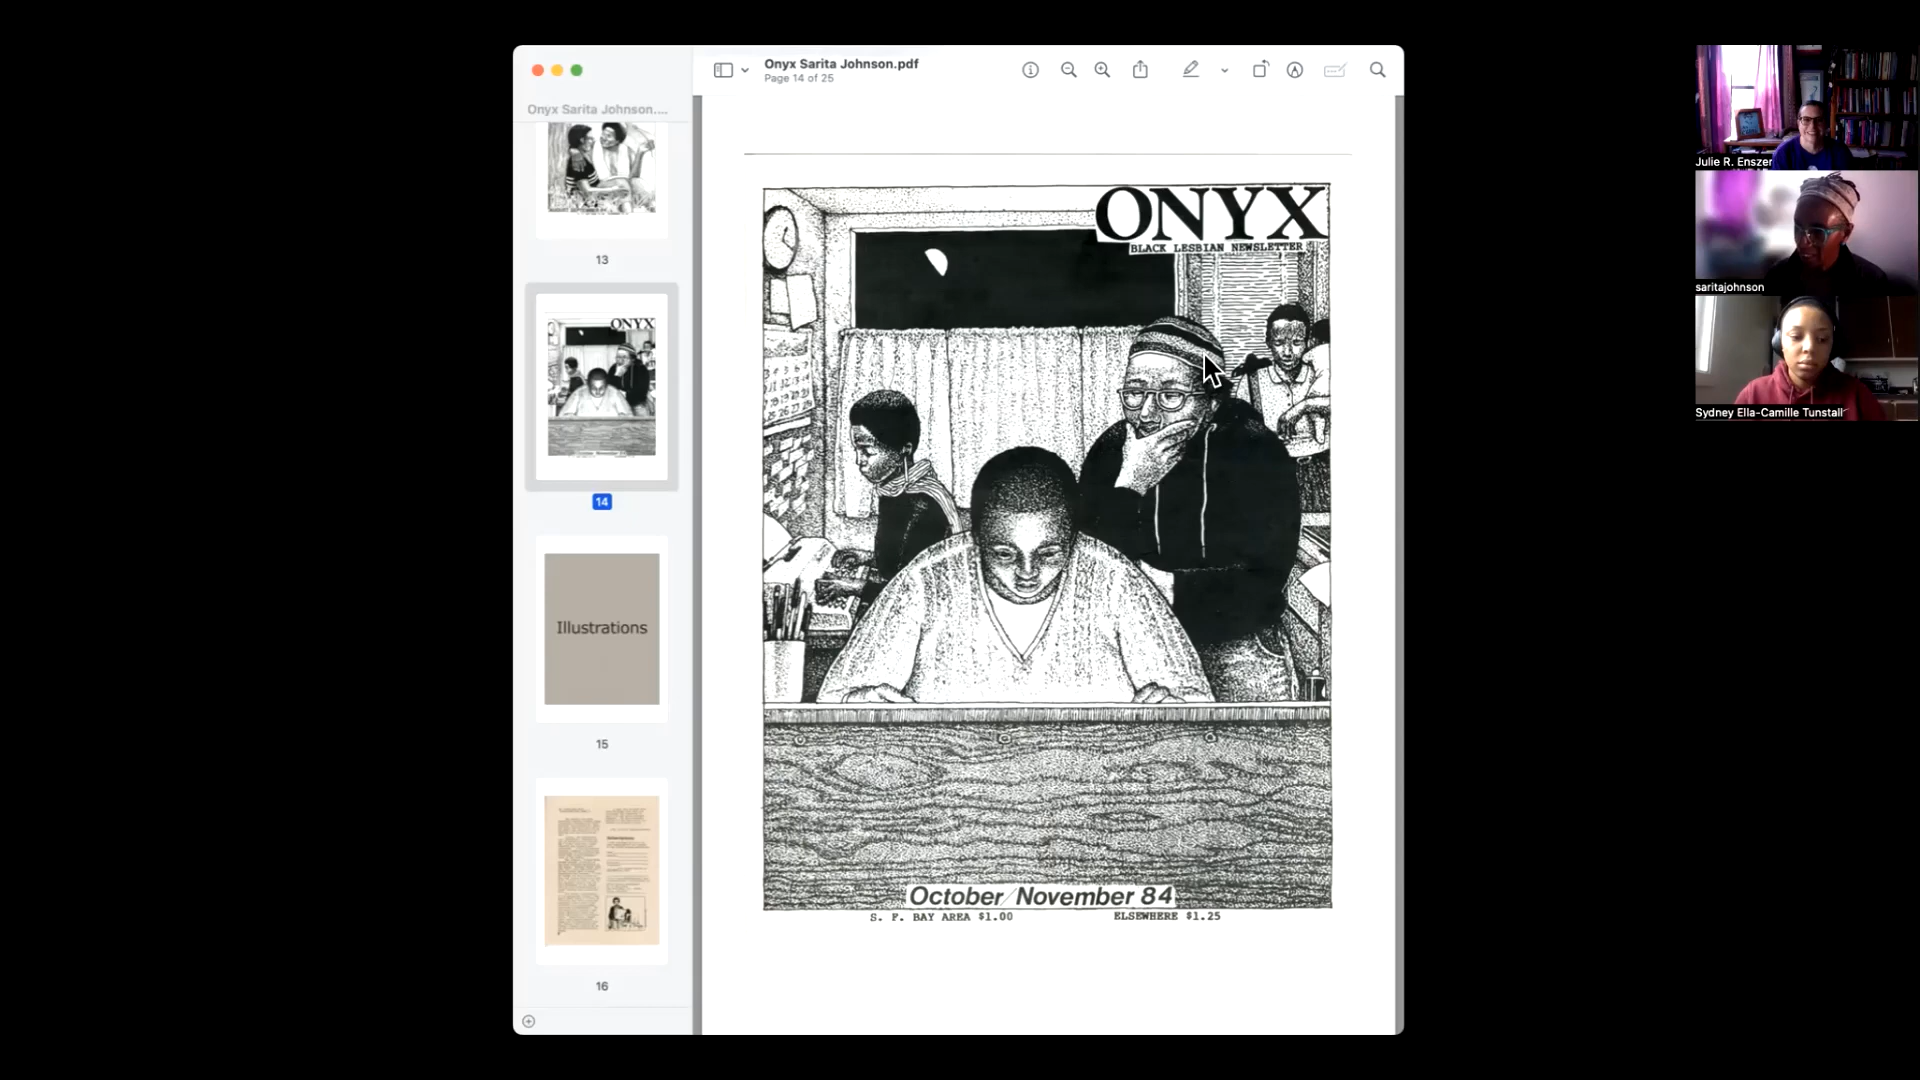 Onyx Sarita Johnson.pdf
Page 14 of 25
Onyx Sarita Johnson....
13
14
Illustrations
15
16
ONYX
BLACK LESBIAN NEWSLETTER
October/November 84
S. F. BAY AREA $1.00
ELSEWHERE $1.25
Julie R. Enszer
saritajohnson
Sydney Ella-Camille Tunstall